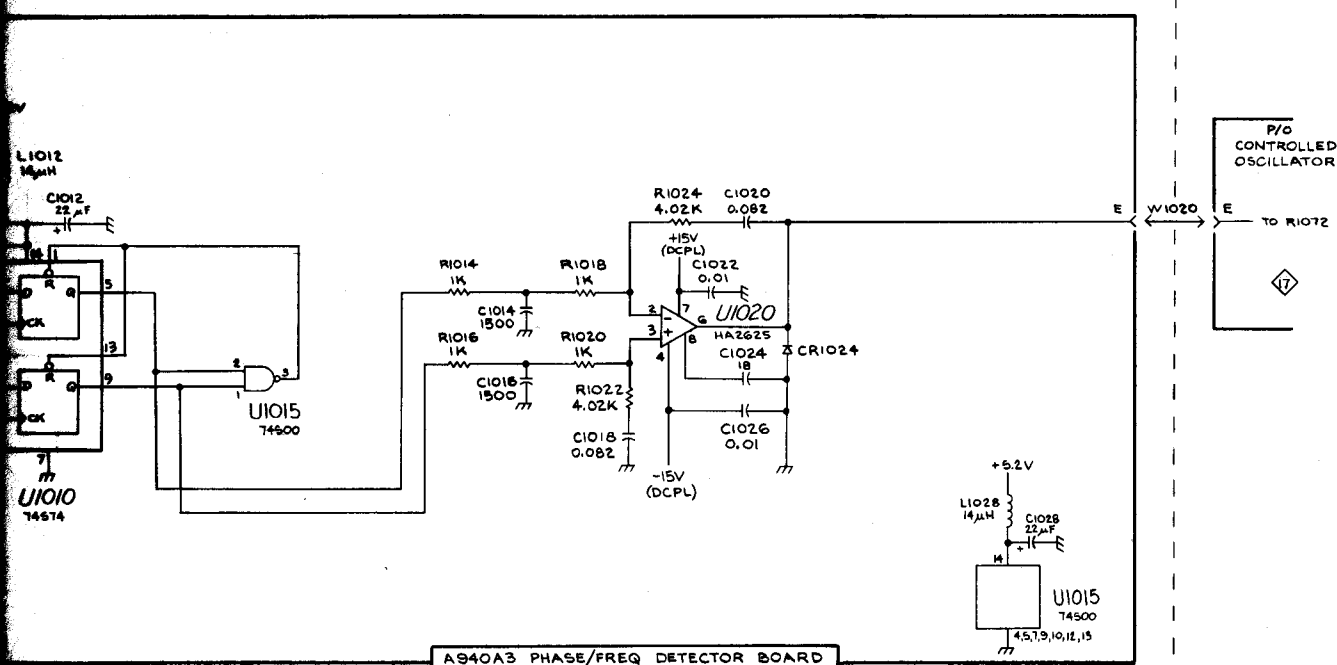 L1012
14µH
C1012
22 µF
+
14
1
R
D
Q
5
CK
13
R
D
Q
9
CK
7
U1010
74S74
2
1
3
U1015
74S00
R1014
1K
C1014
1500
R1018
1K
R1016
1K
C1016
1500
R1020
1K
R1022
4.02K
C1018
0.082
R1024
4.02K
C1020
0.082
+15V
(DCPL)
C1022
0.01
2
3
4
7
6
8
-
+
U1020
HA2625
C1024
18
CR1024
C1026
0.01
-15V
(DCPL)
+5.2V
L1028
14µH
C1028
22µF
+
14
U1015
74S00
4,5,7,9,10,12,13
E
W1020
E
P/O
CONTROLLED
OSCILLATOR
TO R1072
17
A940A3 PHASE/FREQ DETECTOR BOARD